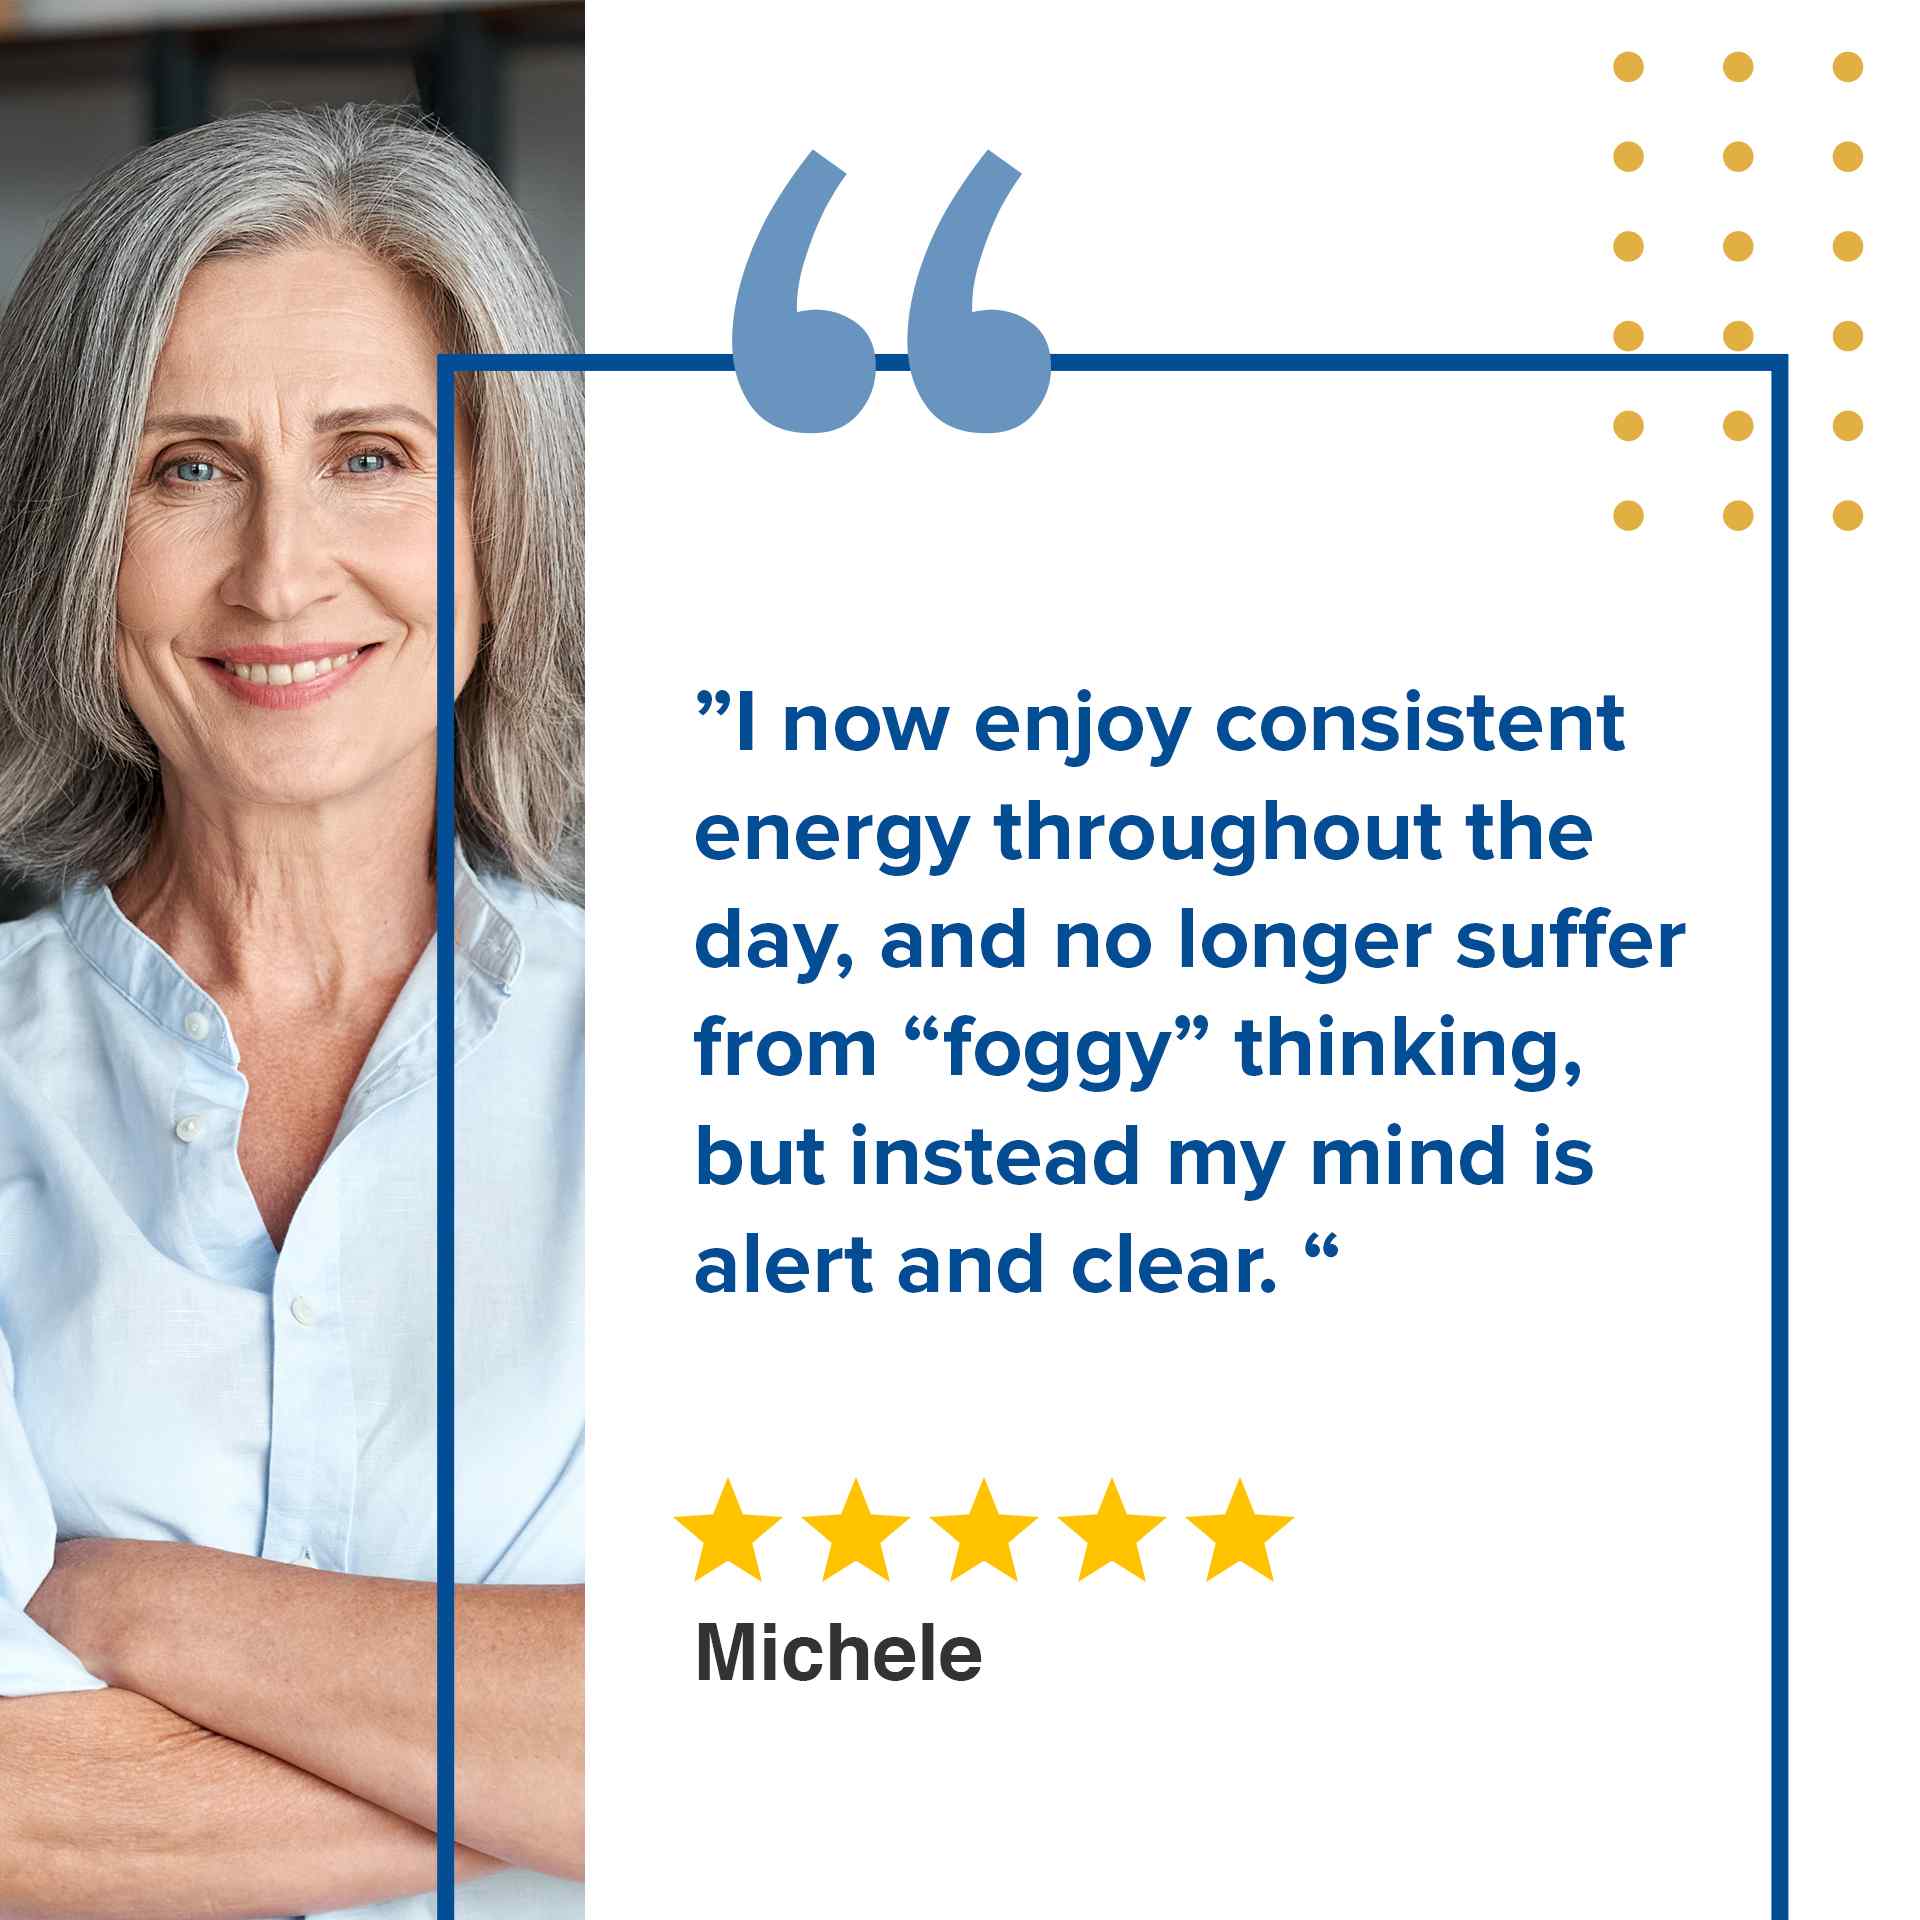 ”I now enjoy consistent
energy throughout the
day, and no longer suffer
from “foggy” thinking,
but instead my mind is
alert and clear. “
Michele